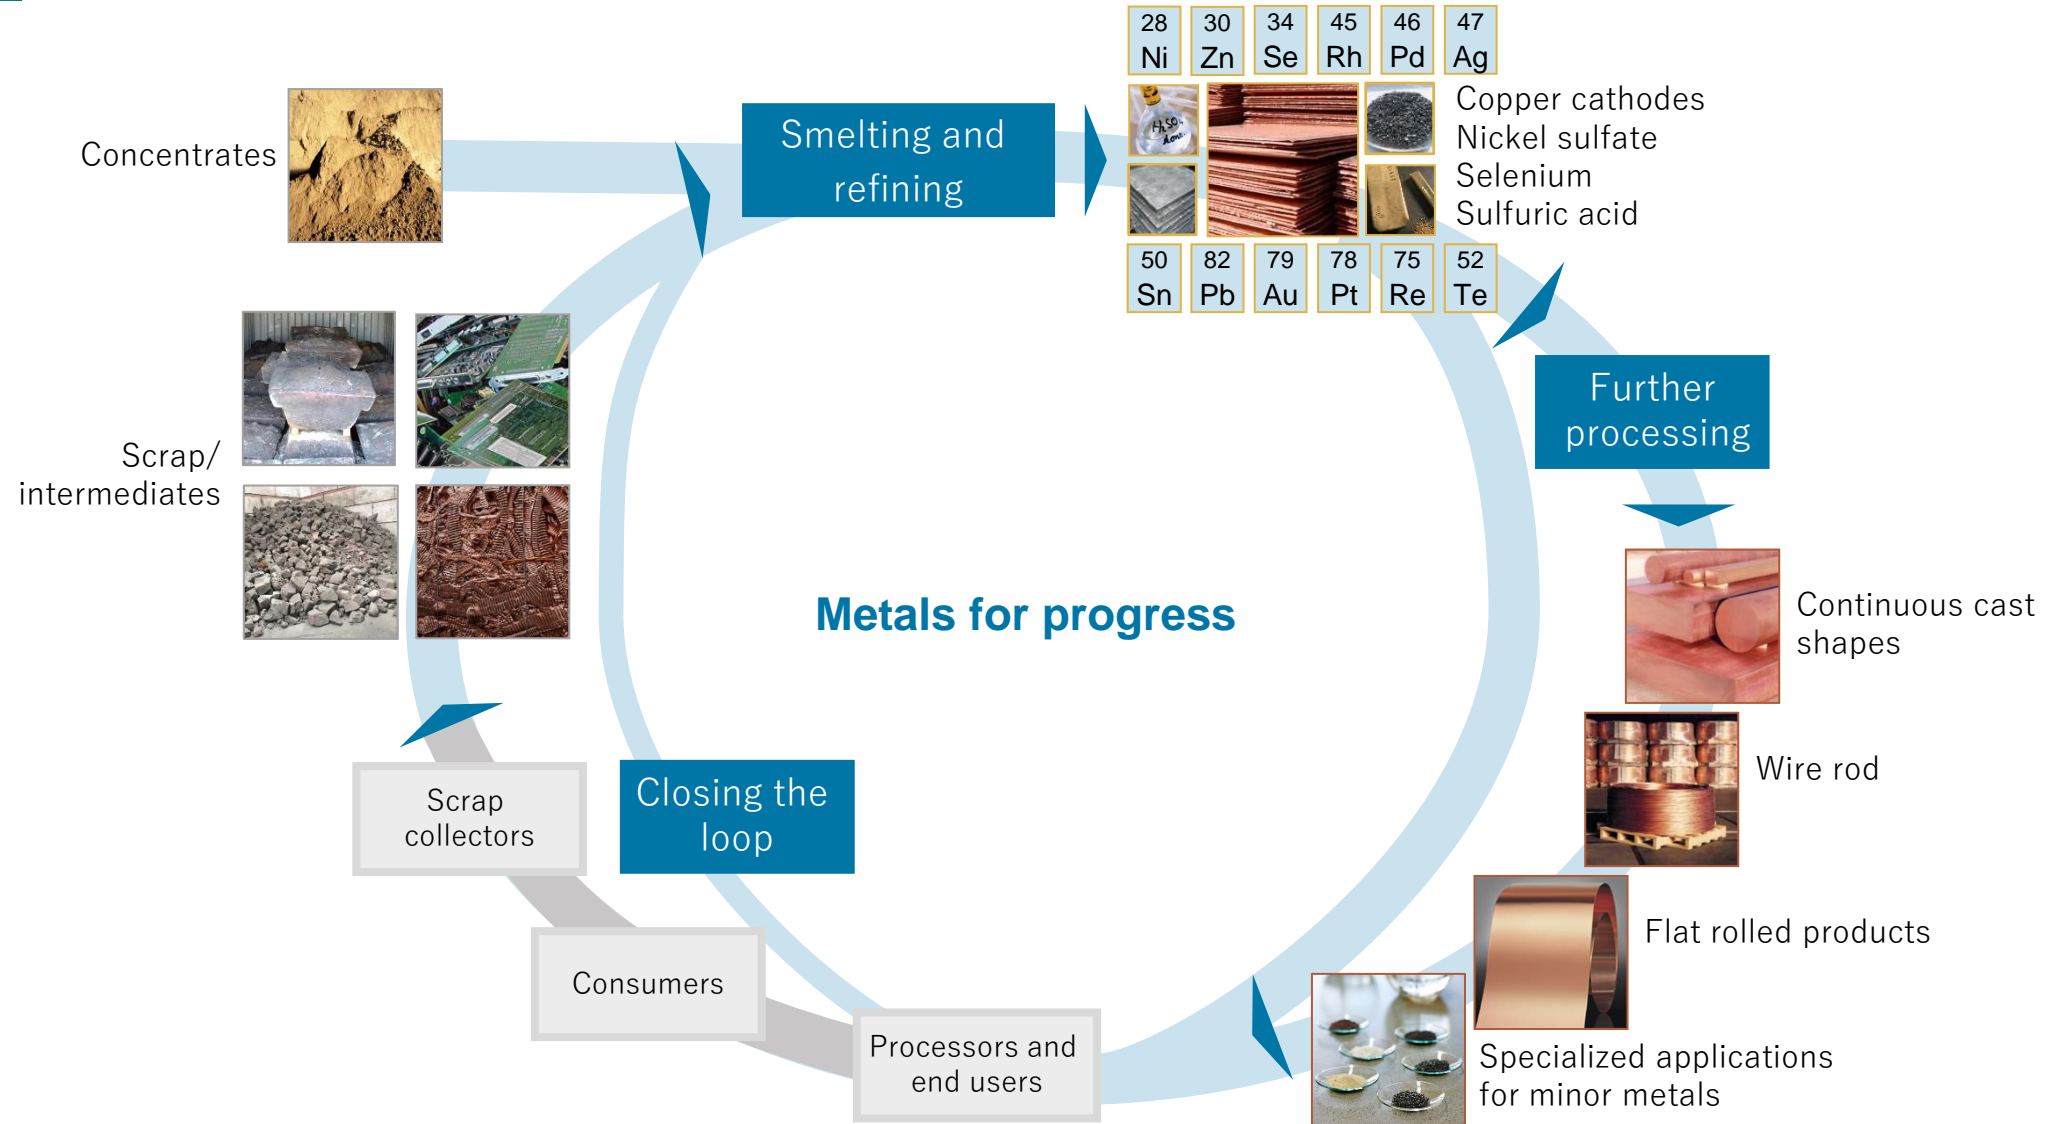 28
Ni
30
Zn
34
Se
45
Rh
46
Pd
47
Ag
Concentrates
Smelting and
refining
H₂SO₄
Copper cathodes
Nickel sulfate
Selenium
Sulfuric acid
50
Sn
82
Pb
79
Au
78
Pt
75
Re
52
Te
Scrap/
intermediates
Further
processing
Metals for progress
Continuous cast
shapes
Wire rod
Scrap
collectors
Closing the
loop
Flat rolled products
Consumers
Processors and
end users
Specialized applications
for minor metals